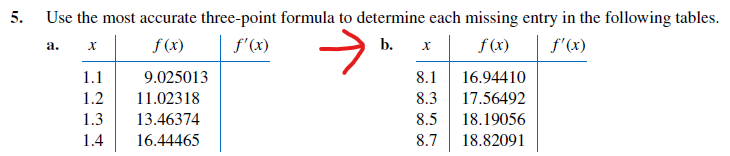 5. Use the most accurate three-point formula to determine each missing entry in the following tables.
a. x f(x) f′(x) b. x f(x) f′(x)
1.1 9.025013 8.1 16.94410
1.2 11.02318 8.3 17.56492
1.3 13.46374 8.5 18.19056
1.4 16.44465 8.7 18.82091